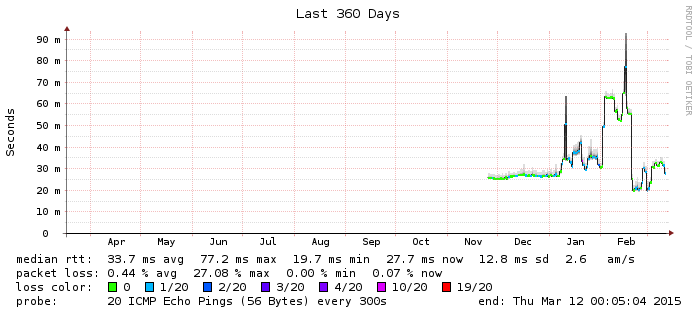 Last 360 Days
RRDTOOL / TOBI OETIKER
Seconds
90 m
80 m
70 m
60 m
50 m
40 m
30 m
20 m
10 m
0
Apr May Jun Jul Aug Sep Oct Nov Dec Jan Feb
median rtt: 33.7 ms avg 77.2 ms max 19.7 ms min 27.7 ms now 12.8 ms sd 2.6 am/s
packet loss: 0.44 % avg 27.08 % max 0.00 % min 0.07 % now
loss color: 0 1/20 2/20 3/20 4/20 10/20 19/20
probe: 20 ICMP Echo Pings (56 Bytes) every 300s end: Thu Mar 12 00:05:04 2015